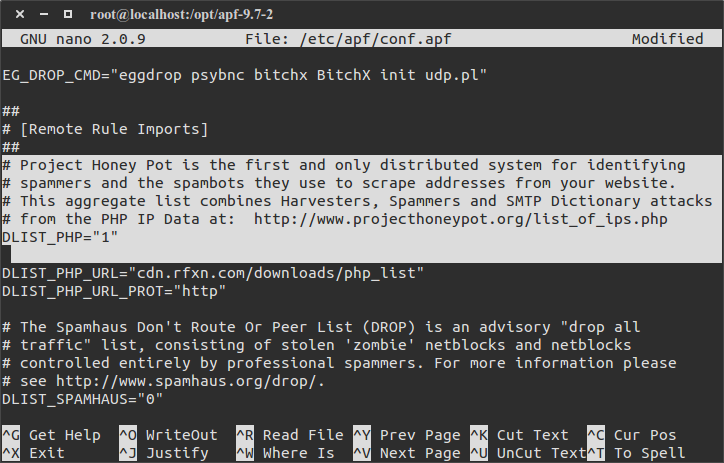 root@localhost:/opt/apf-9.7-2
GNU nano 2.0.9 File: /etc/apf/conf.apf Modified
EG_DROP_CMD="eggdrop psybnc bitchx BitchX init udp.pl"
##
# [Remote Rule Imports]
##
# Project Honey Pot is the first and only distributed system for identifying
# spammers and the spambots they use to scrape addresses from your website.
# This aggregate list combines Harvesters, Spammers and SMTP Dictionary attacks
# from the PHP IP Data at:  http://www.projecthoneypot.org/list_of_ips.php
DLIST_PHP="1"
DLIST_PHP_URL="cdn.rfxn.com/downloads/php_list"
DLIST_PHP_URL_PROT="http"
# The Spamhaus Don't Route Or Peer List (DROP) is an advisory "drop all
# traffic" list, consisting of stolen 'zombie' netblocks and netblocks
# controlled entirely by professional spammers. For more information please
# see http://www.spamhaus.org/drop/.
DLIST_SPAMHAUS="0"
^G Get Help ^O WriteOut ^R Read File ^Y Prev Page ^K Cut Text ^C Cur Pos
^X Exit ^J Justify ^W Where Is ^V Next Page ^U UnCut Text ^T To Spell